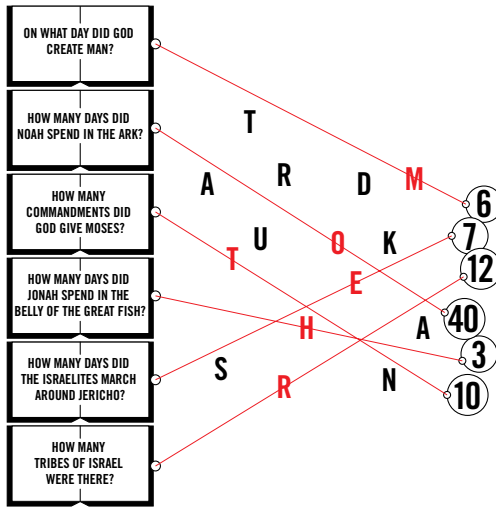 ON WHAT DAY DID GOD
CREATE MAN?
HOW MANY DAYS DID
NOAH SPEND IN THE ARK?
HOW MANY
COMMANDMENTS DID
GOD GIVE MOSES?
HOW MANY DAYS DID
JONAH SPEND IN THE
BELLY OF THE GREAT FISH?
HOW MANY DAYS DID
THE ISRAELITES MARCH
AROUND JERICHO?
HOW MANY
TRIBES OF ISRAEL
WERE THERE?
T
R
D
M
A
U
O
K
T
E
H
A
S
R
N
6
7
12
40
3
10